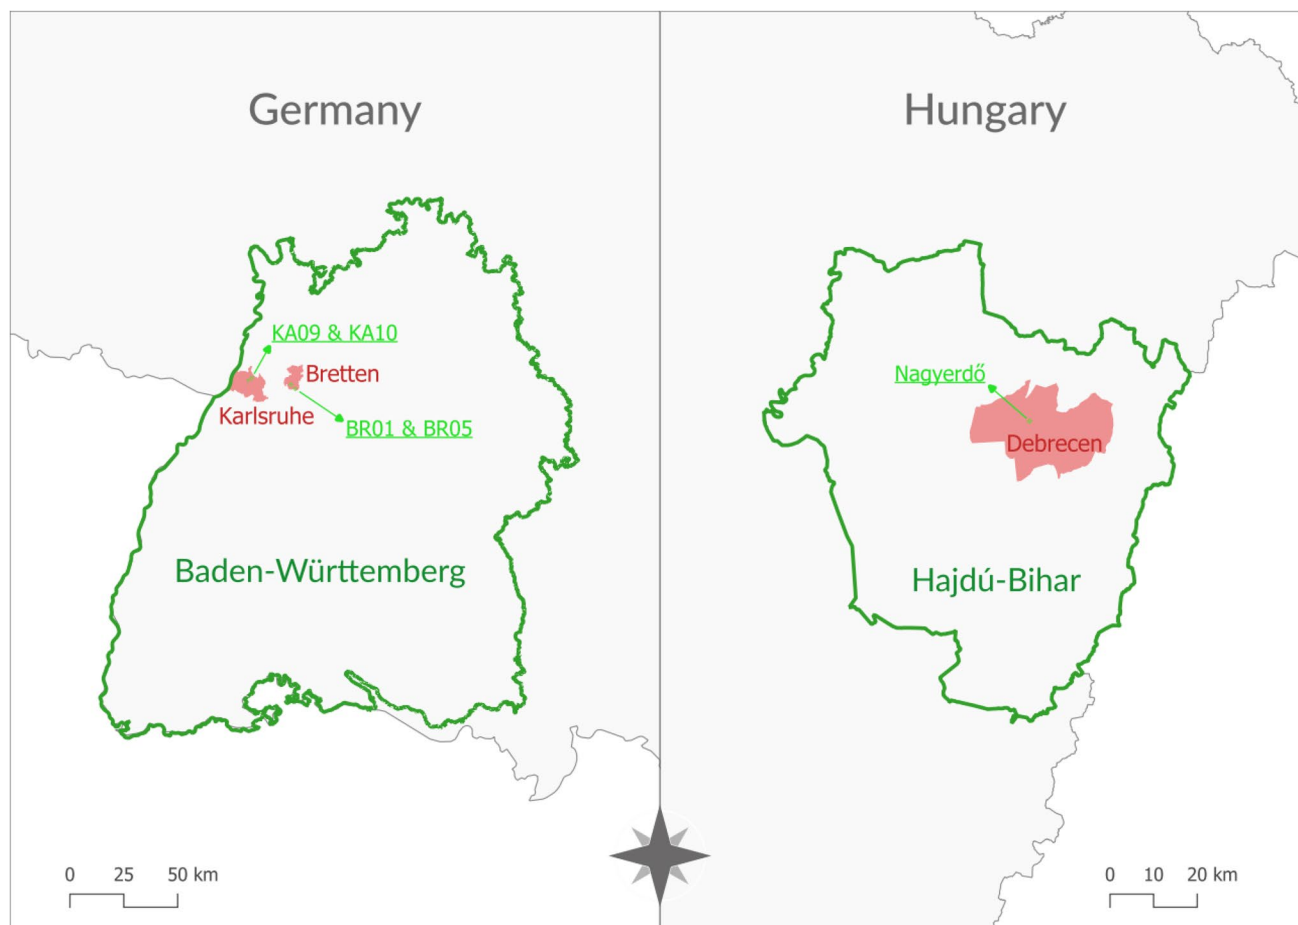 Germany
KA09 & KA10
Bretten
Karlsruhe
BR01 & BR05
Baden-Württemberg
0 25 50 km
Hungary
Nagyerdő
Debrecen
Hajdú-Bihar
0 10 20 km